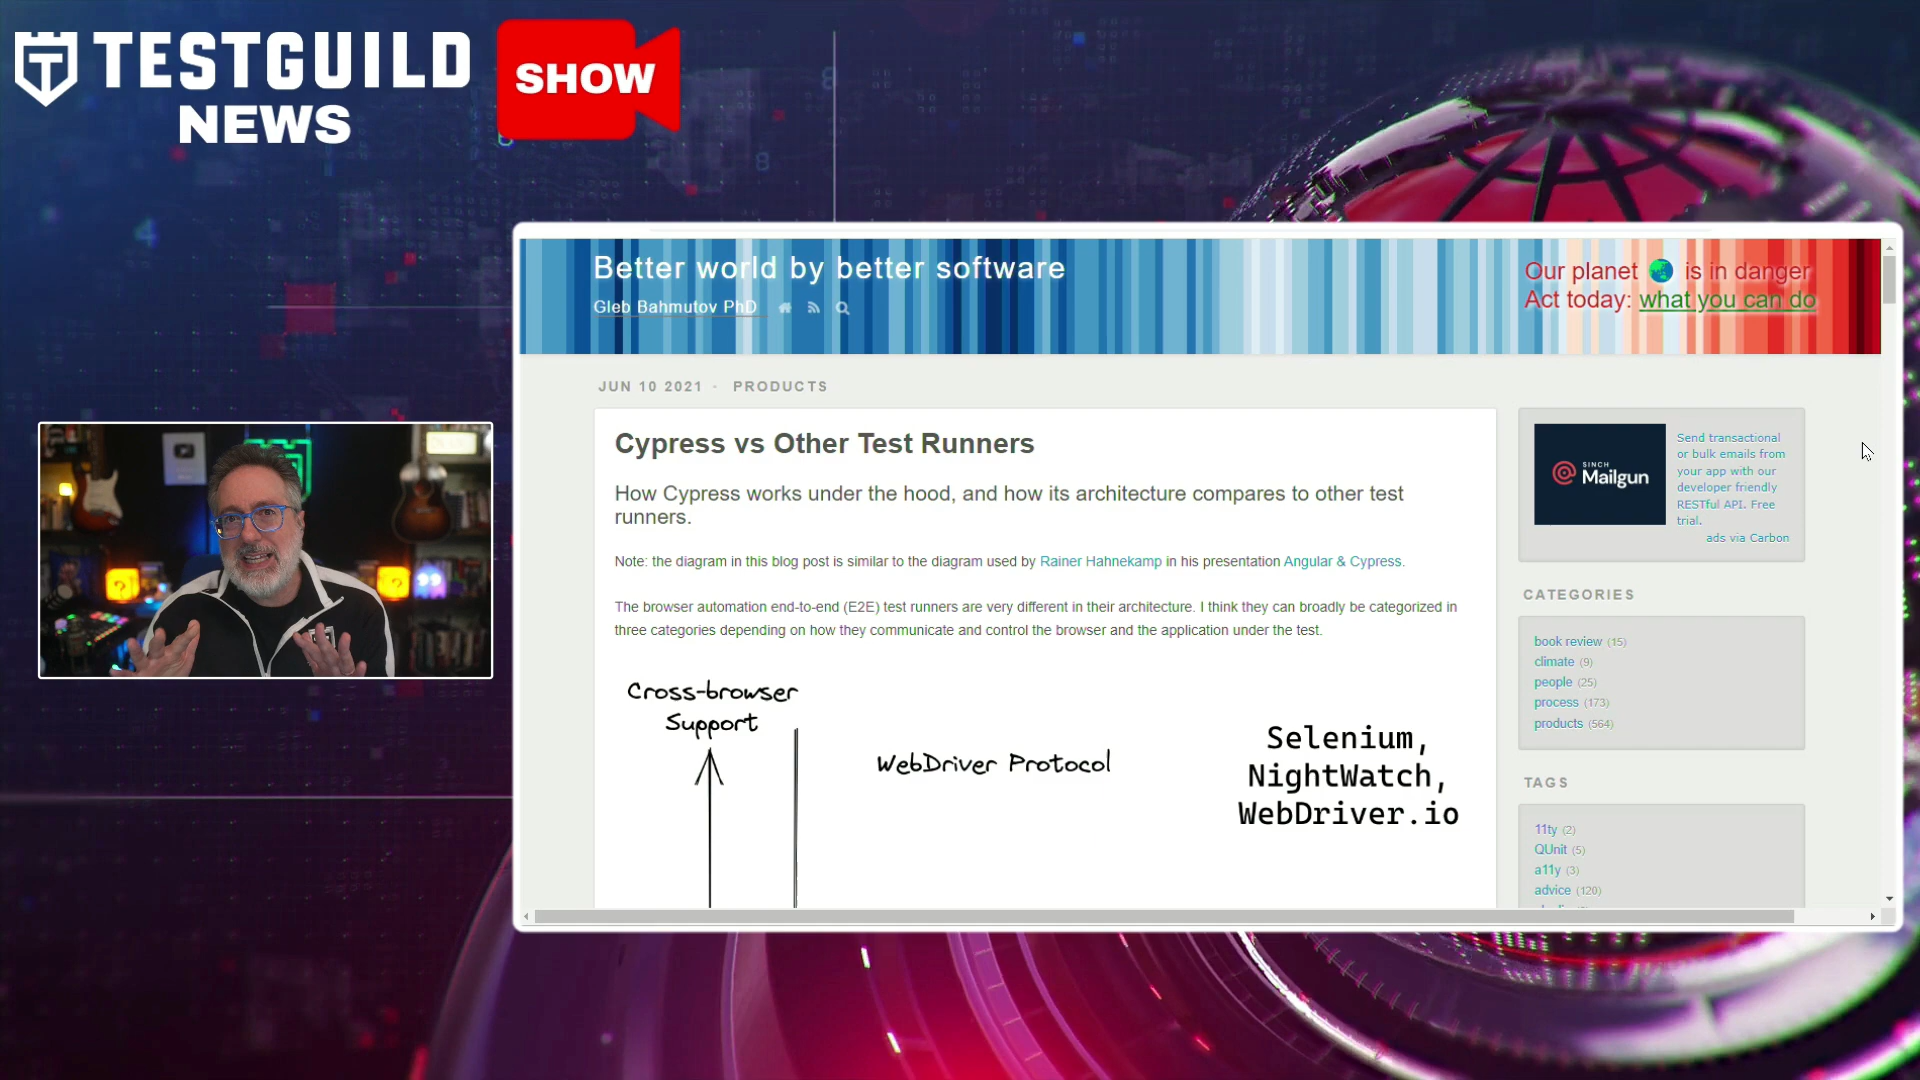 TESTGUILD
NEWS
SHOW
Better world by better software
Gleb Bahmutov PhD
Our planet is in danger
Act today: what you can do
JUN 10 2021 · PRODUCTS
Cypress vs Other Test Runners
How Cypress works under the hood, and how its architecture compares to other test
runners.
Note: the diagram in this blog post is similar to the diagram used by Rainer Hahnekamp in his presentation Angular & Cypress.
The browser automation end-to-end (E2E) test runners are very different in their architecture. I think they can broadly be categorized in
three categories depending on how they communicate and control the browser and the application under the test.
Cross-browser
Support
WebDriver Protocol
Selenium,
NightWatch,
WebDriver.io
SINCH
Mailgun
Send transactional
or bulk emails from
your app with our
developer friendly
RESTful API. Free
trial.
ads via Carbon
CATEGORIES
book review (15)
climate (9)
people (25)
process (173)
products (564)
TAGS
11ty (2)
QUnit (5)
a11y (3)
advice (120)